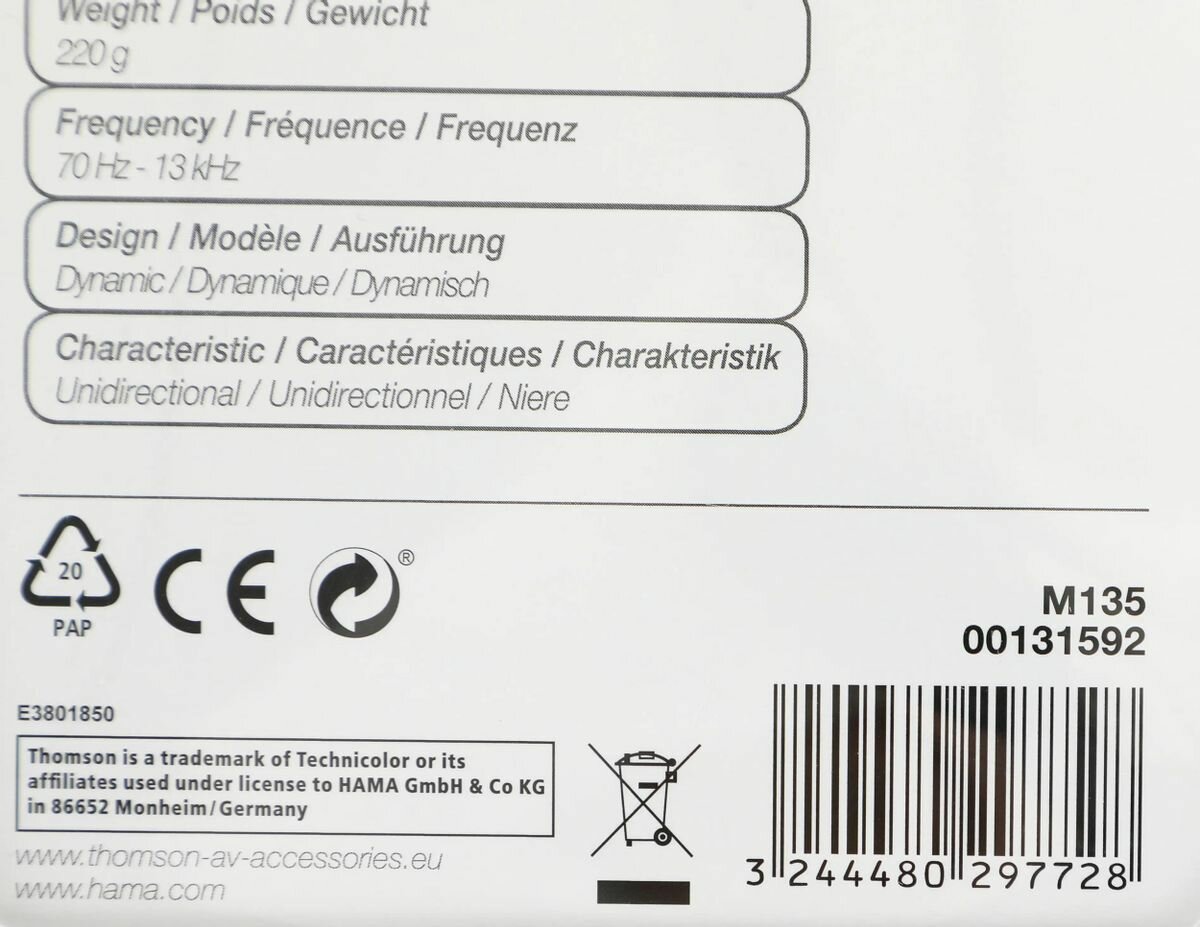 Weight / Poids / Gewicht
220 g
Frequency / Fréquence / Frequenz
70 Hz - 13 kHz
Design / Modèle / Ausführung
Dynamic / Dynamique / Dynamisch
Characteristic / Caractéristiques / Charakteristik
Unidirectional / Unidirectionnel / Niere
20
PAP
CE
®
M135
00131592
E3801850
Thomson is a trademark of Technicolor or its
affiliates used under license to HAMA GmbH & Co KG
in 86652 Monheim/Germany
www.thomson-av-accessories.eu
www.hama.com
3 244480 297728